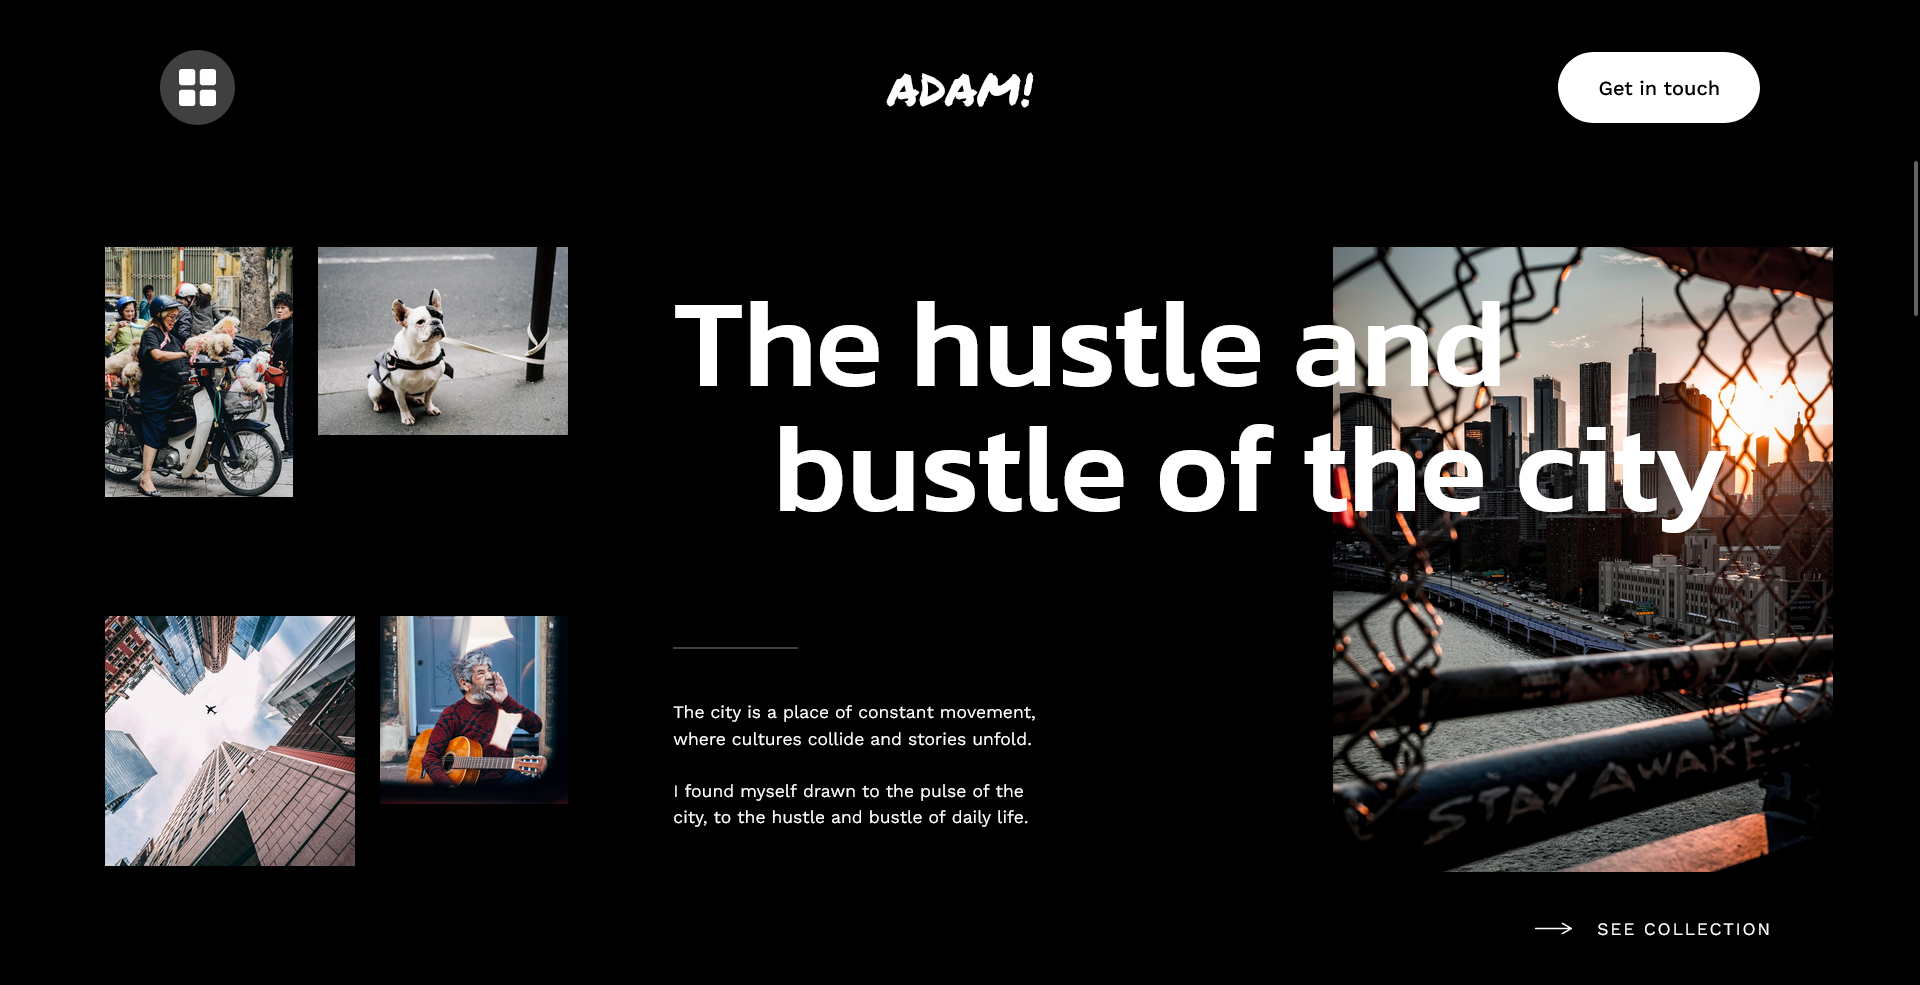 ADAM!
Get in touch
The hustle and
bustle of the city
The city is a place of constant movement,
where cultures collide and stories unfold.
I found myself drawn to the pulse of the
city, to the hustle and bustle of daily life.
STAY AWAKE...
SEE COLLECTION